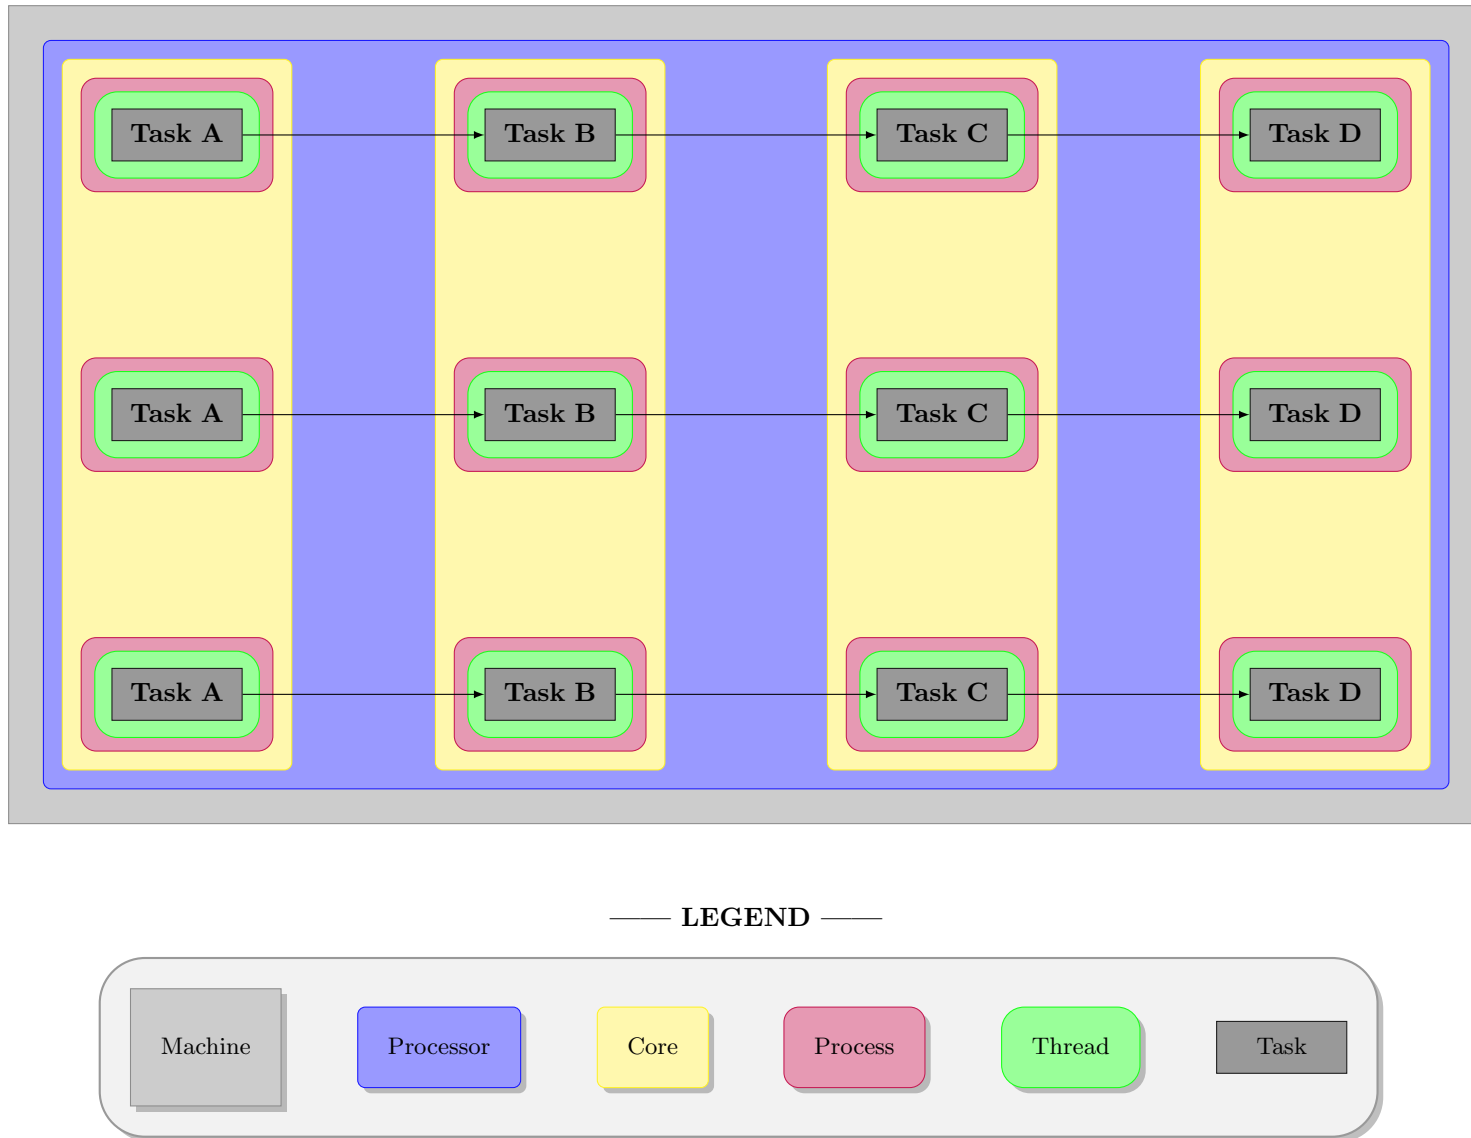 Task A Task B Task C Task D
Task A Task B Task C Task D
Task A Task B Task C Task D
LEGEND
Machine Processor Core Process Thread Task